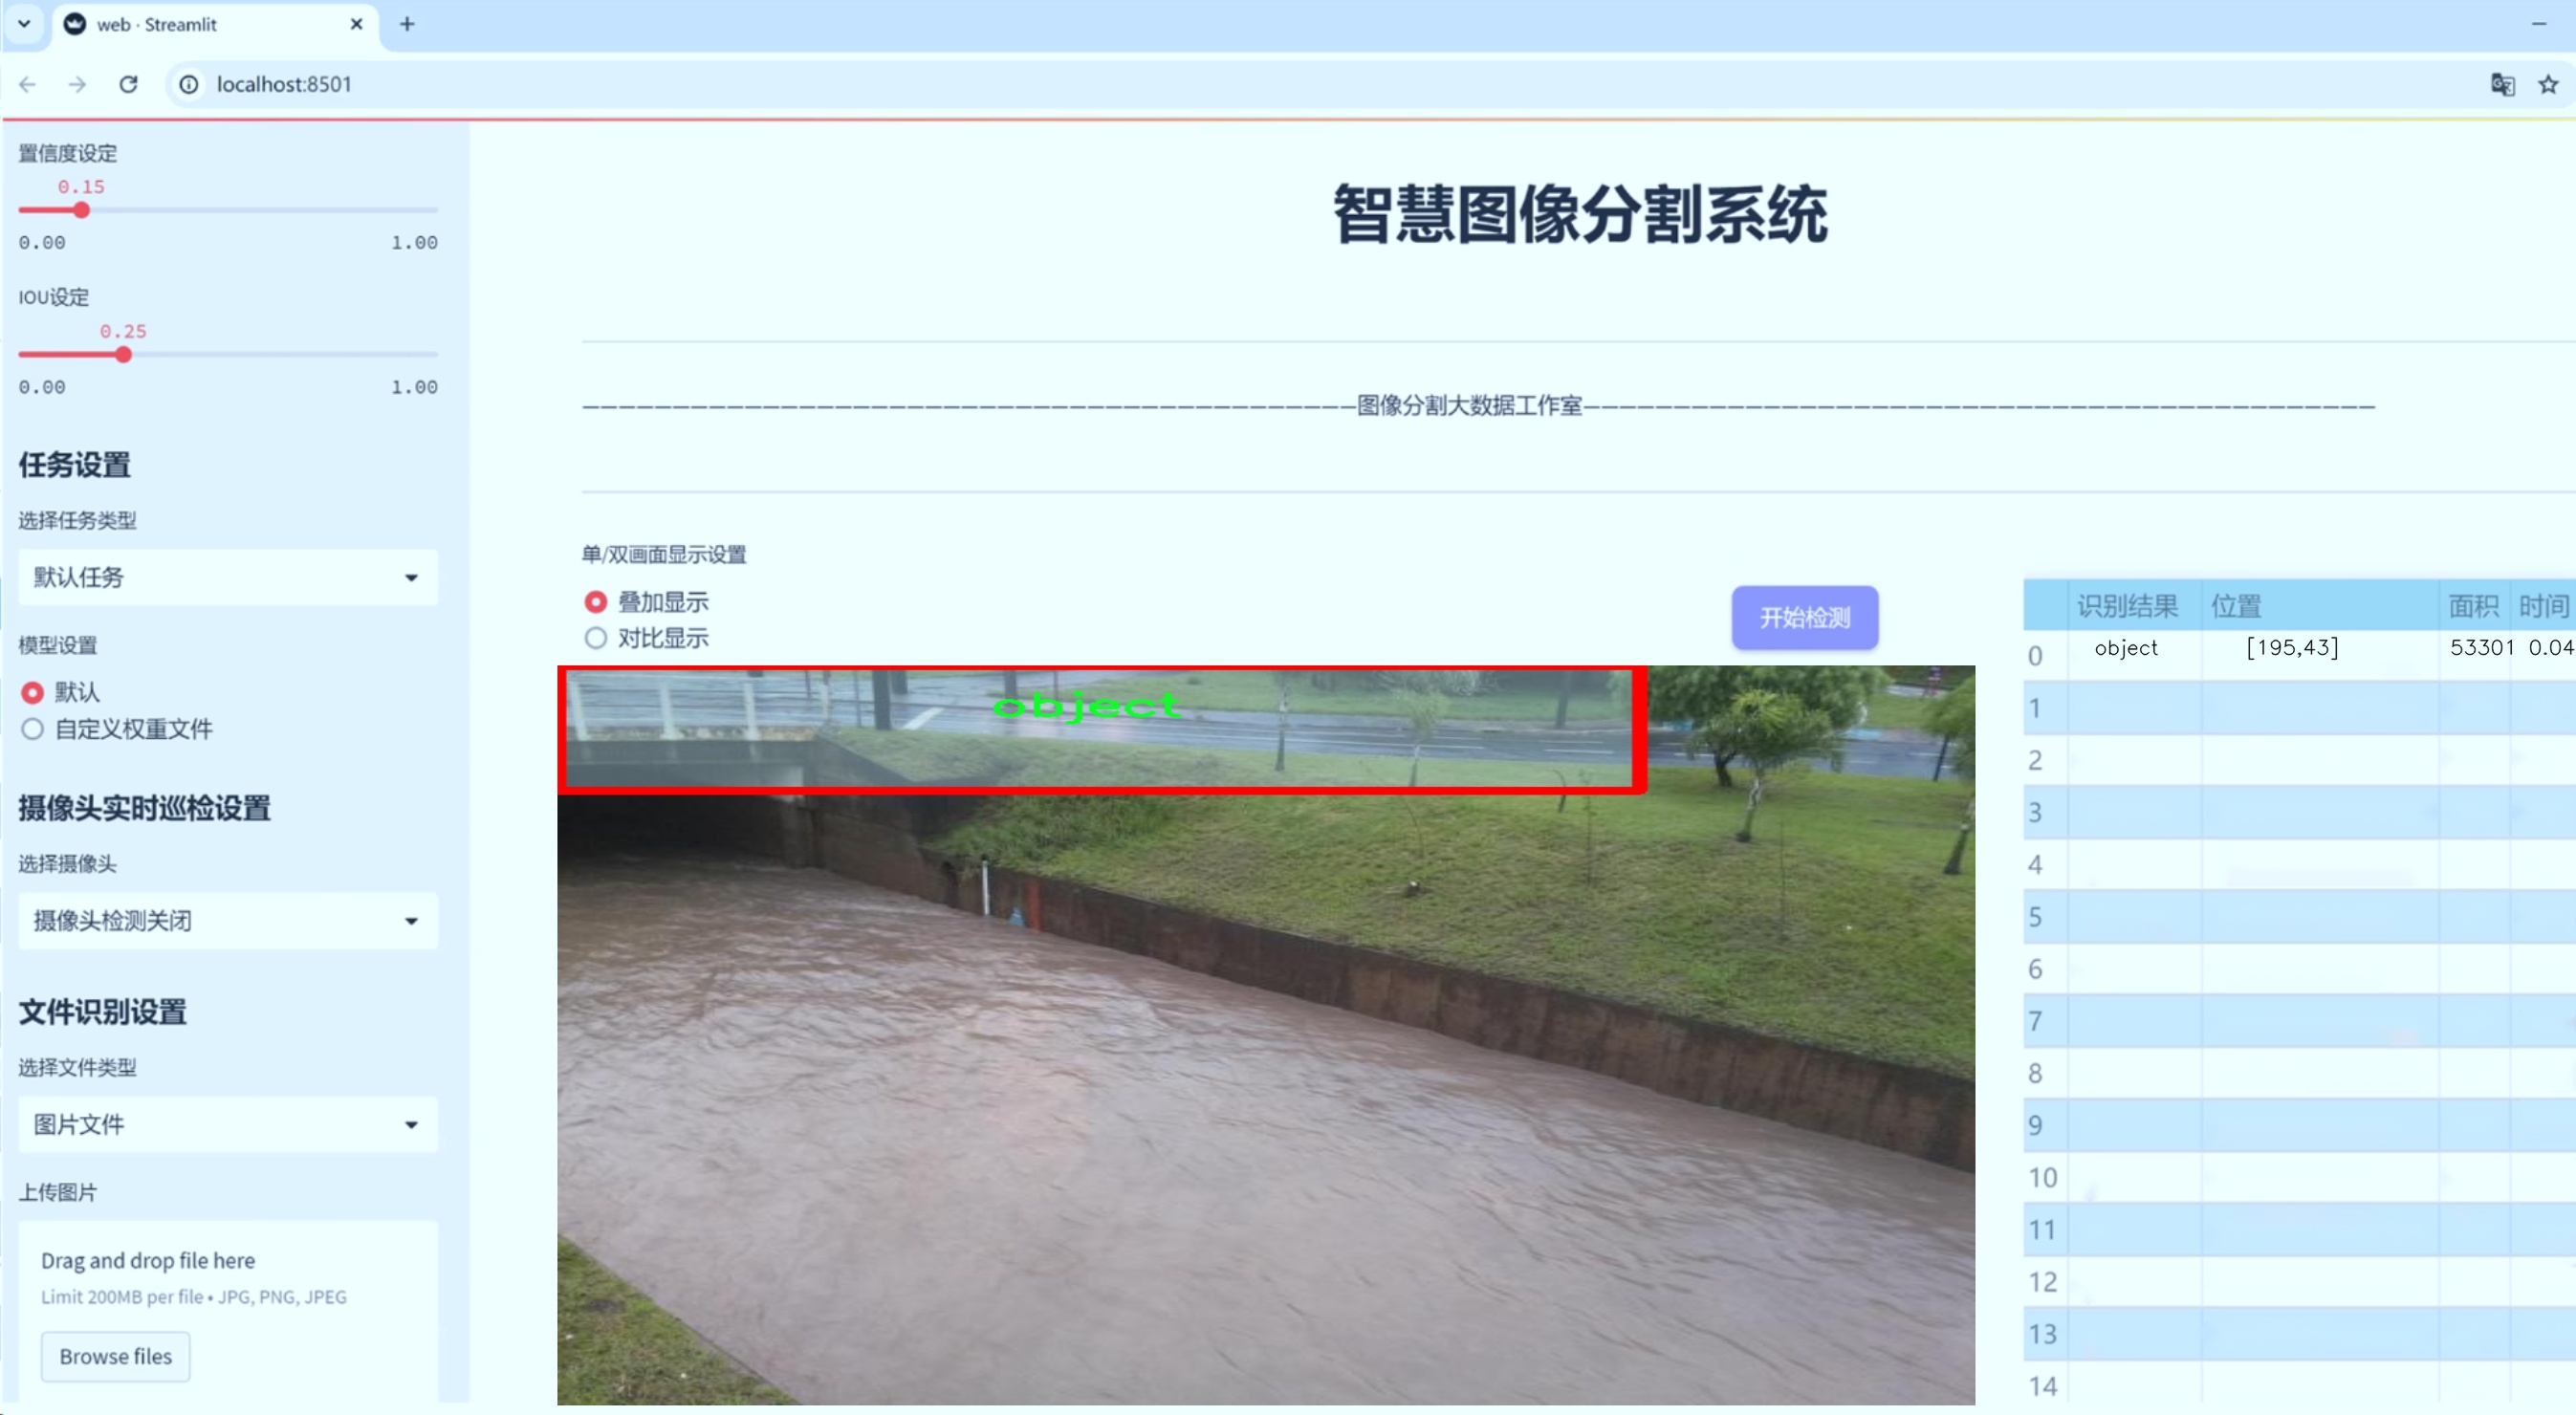 web · Streamlit
localhost:8501
置信度设定
0.15
0.00 1.00
IOU设定
0.25
0.00 1.00
任务设置
选择任务类型
默认任务
模型设置
默认
自定义权重文件
摄像头实时巡检设置
选择摄像头
摄像头检测关闭
文件识别设置
选择文件类型
图片文件
上传图片
Drag and drop file here
Limit 200MB per file • JPG, PNG, JPEG
Browse files
智慧图像分割系统
———————————————————————————————————————————图像分割大数据工作室————————————————————————————————————————————
单/双画面显示设置
叠加显示
对比显示
开始检测
object
识别结果 位置 面积 时间
0 object [195,43] 53301 0.04
1
2
3
4
5
6
7
8
9
10
11
12
13
14